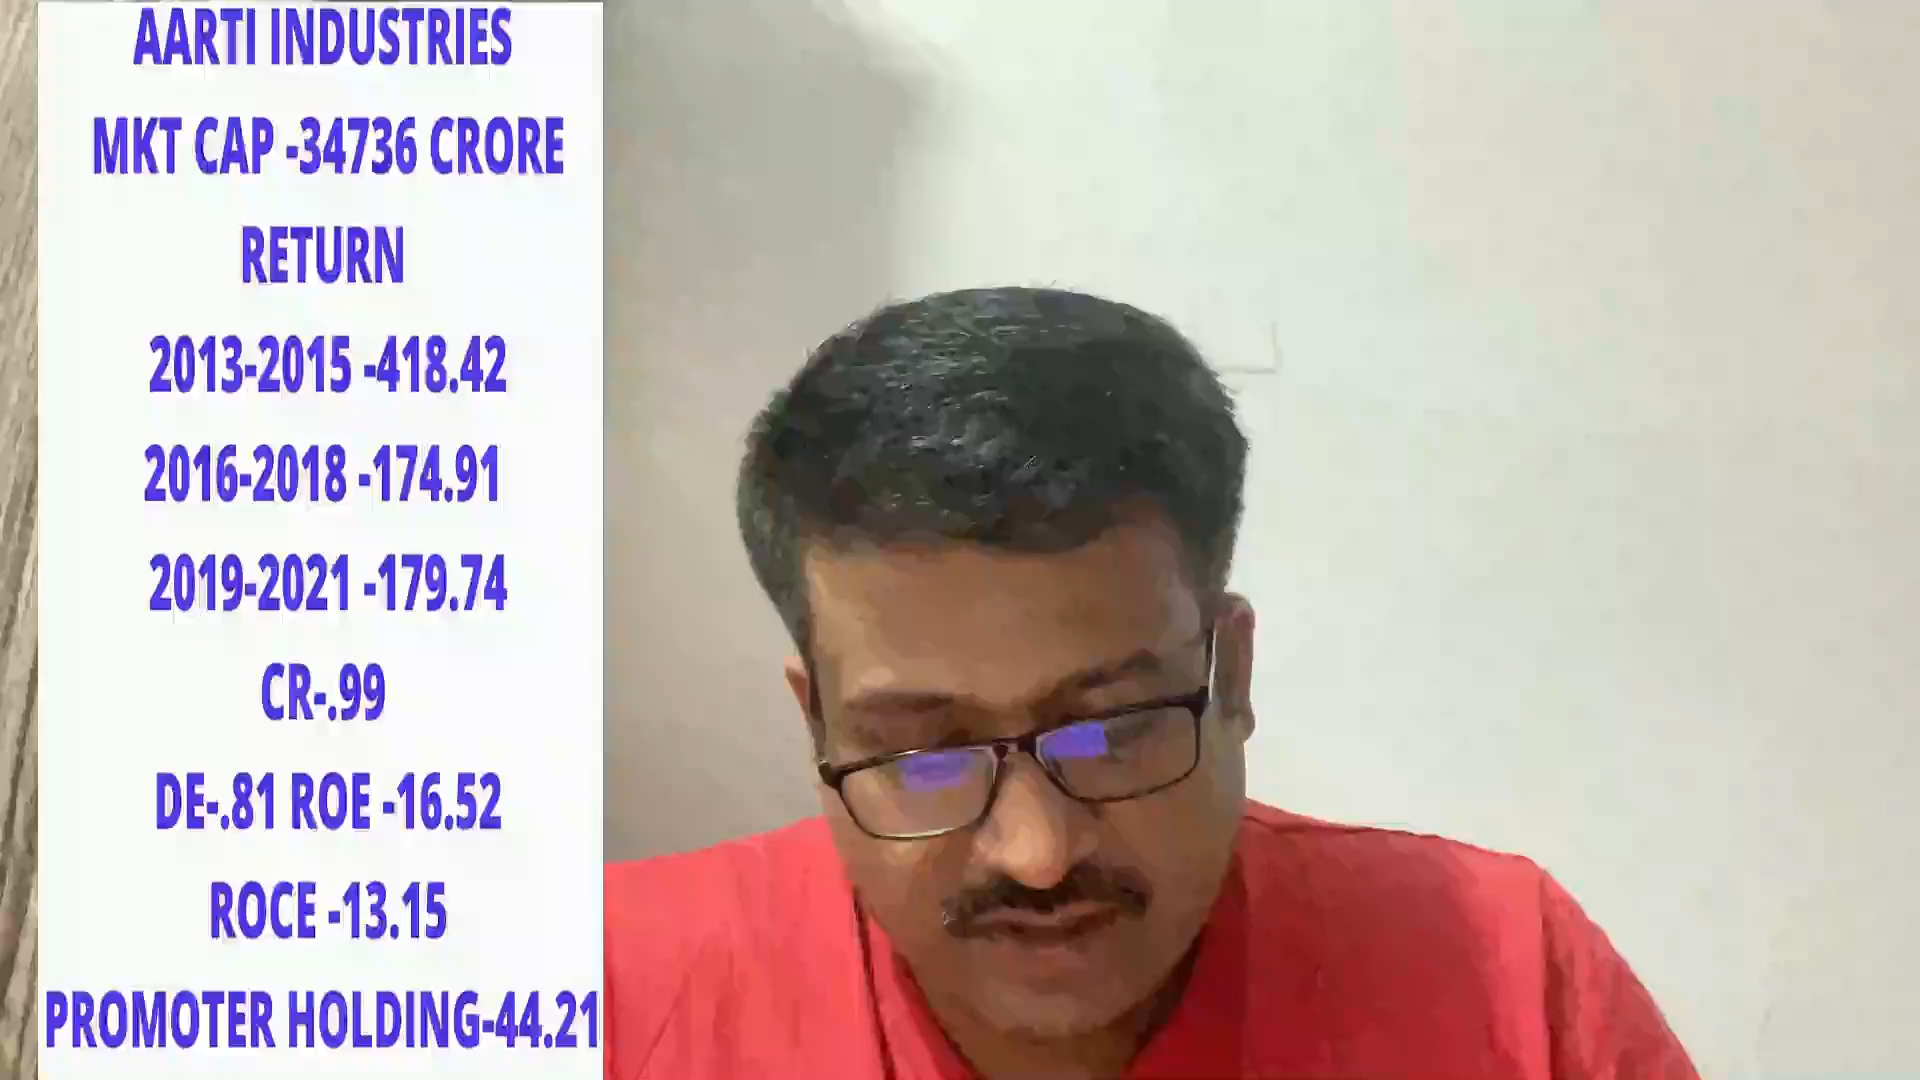 AARTI INDUSTRIES
MKT CAP -34736 CRORE
RETURN
2013-2015 -418.42
2016-2018 -174.91
2019-2021 -179.74
CR-.99
DE-.81 ROE -16.52
ROCE -13.15
PROMOTER HOLDING-44.21